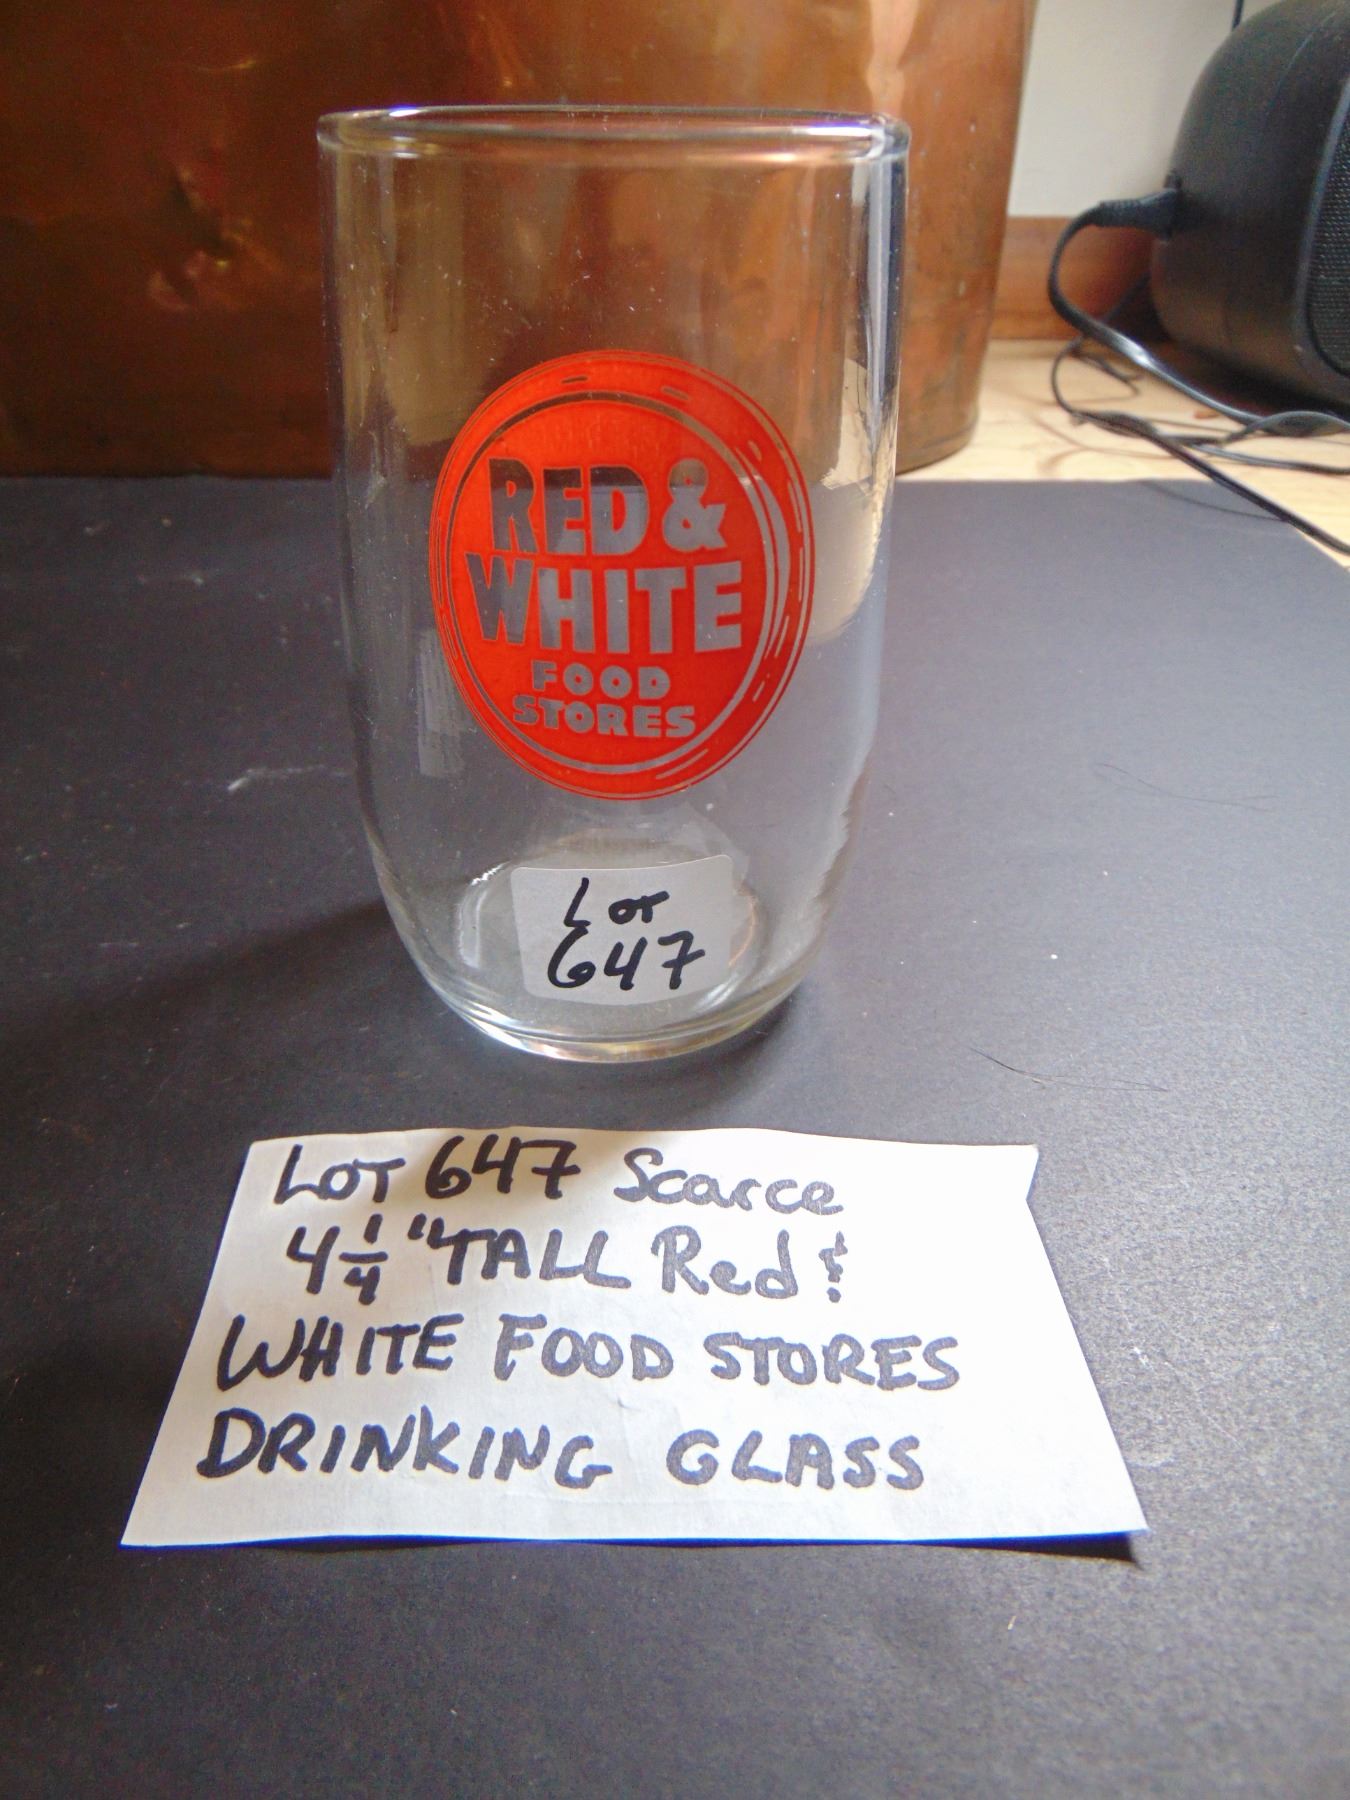 RED &
WHITE
FOOD
STORES
Lot
647
LOT 647 Scarce
4 1/4" TALL Red &
WHITE FOOD STORES
DRINKING GLASS